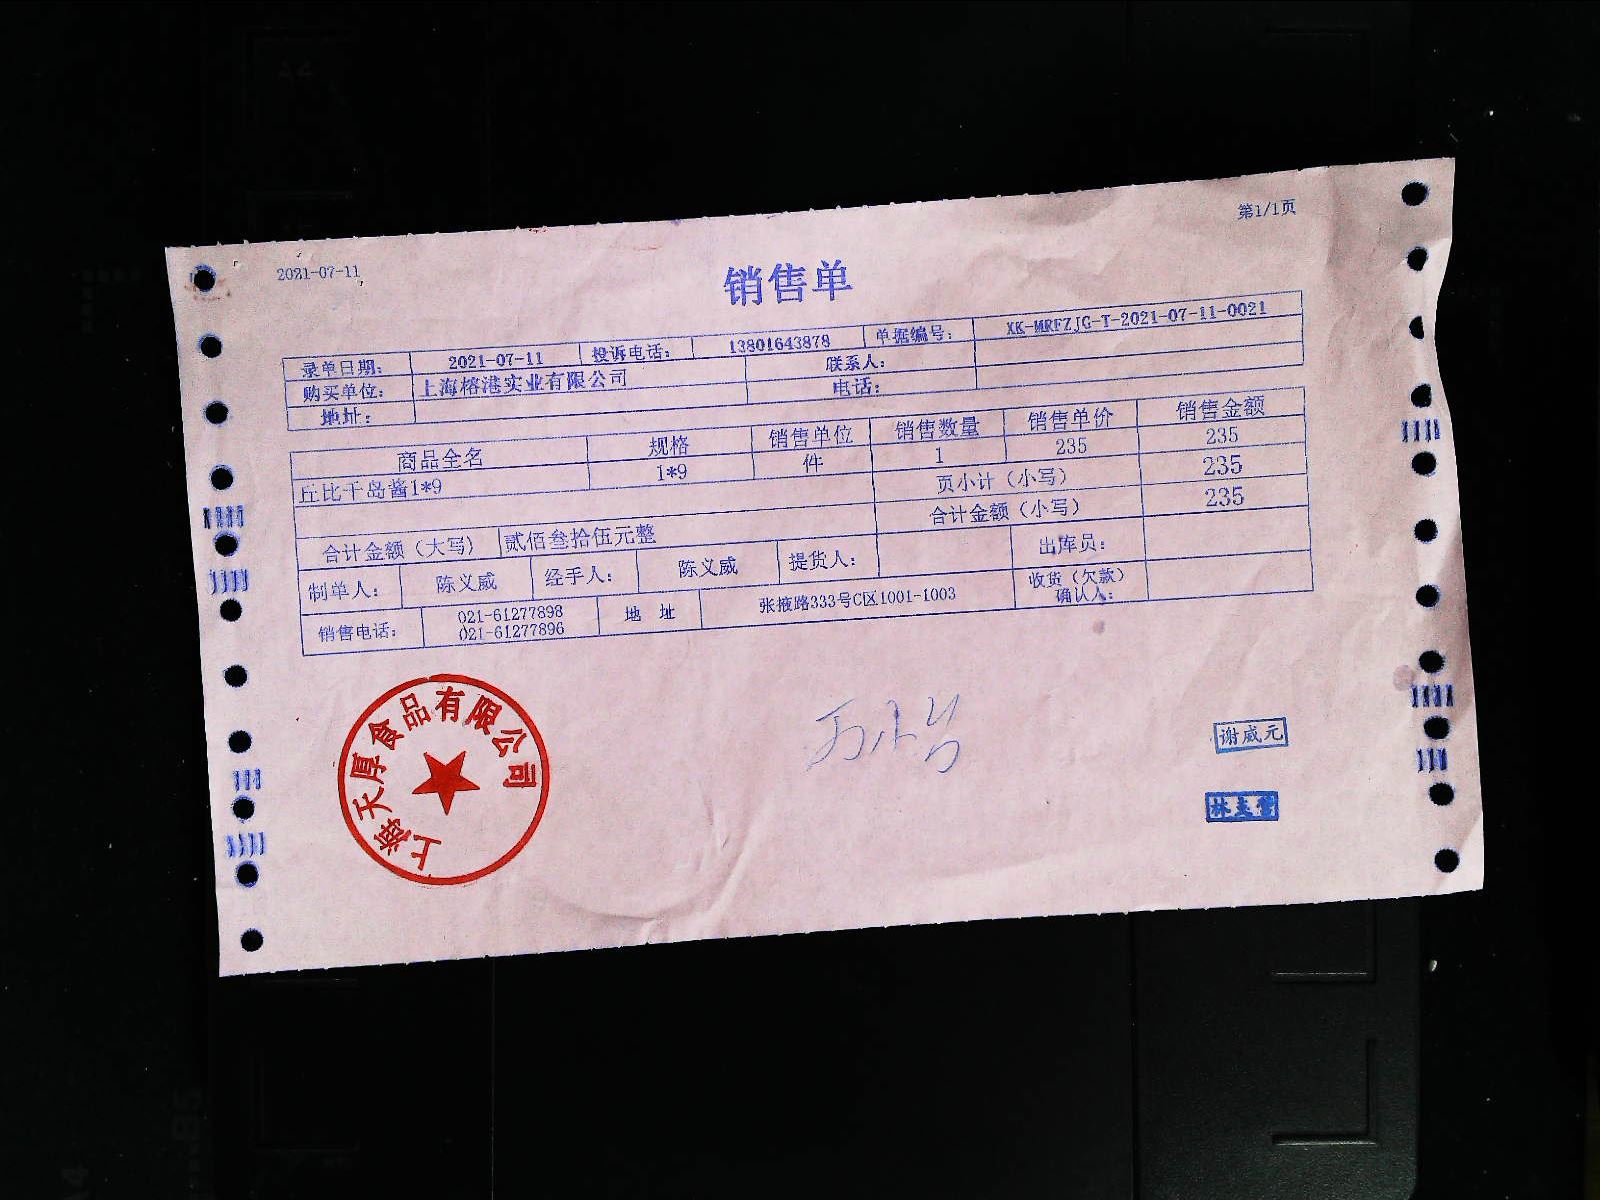 第1/1页
2021-07-11
销售单
录单日期: 2021-07-11 投诉电话: 13801643878 单据编号: XK-MRFZJG-T-2021-07-11-0021
购买单位: 上海榕港实业有限公司 联系人:
地址: 电话:
商品全名 规格 销售单位 销售数量 销售单价 销售金额
丘比千岛酱1*9 1*9 件 1 235 235
页小计（小写） 235
合计金额（小写） 235
合计金额（大写） 贰佰叁拾伍元整
制单人: 陈义威 经手人: 陈义威 提货人: 出库员:
销售电话: 021-61277898 地 址 张掖路333号C区1001-1003 收货（欠款）
021-61277896 确认人:
上海天厚食品有限公司
谢威元
林主管
A4
B5
A4